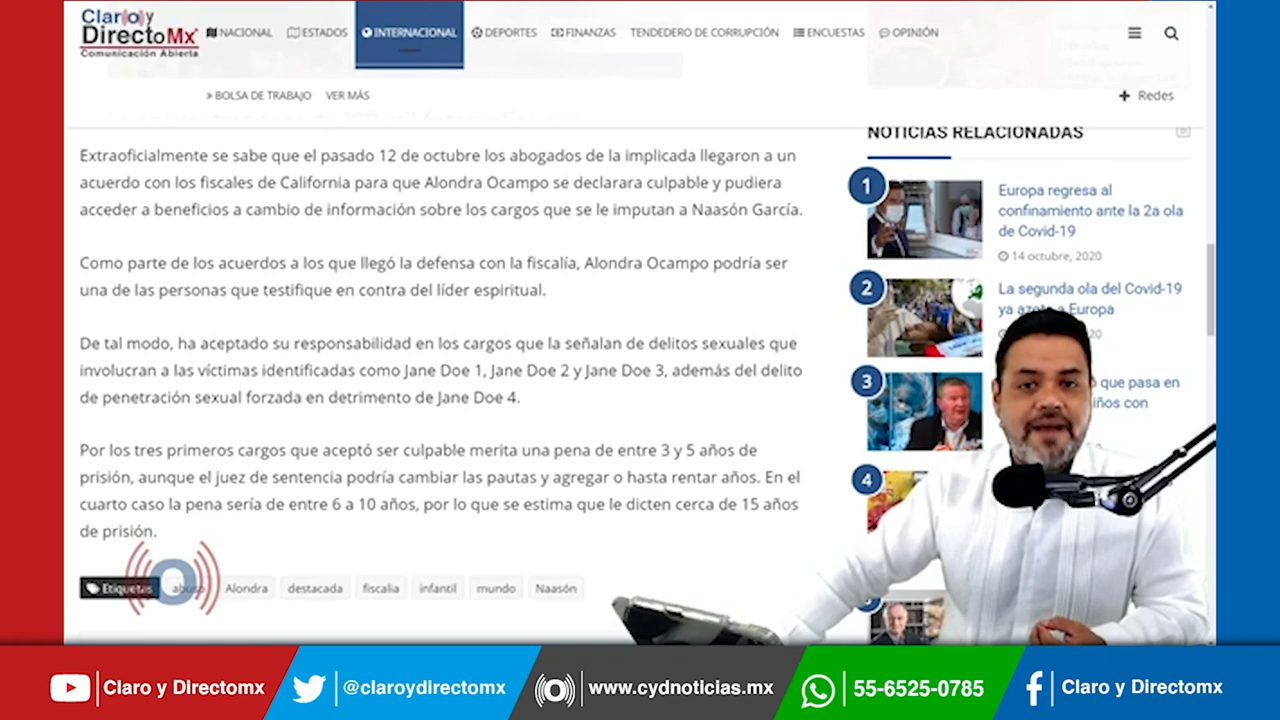 Claro y
DirectoMx
Comunicación Abierta
NACIONAL
ESTADOS
INTERNACIONAL
DEPORTES
FINANZAS
TENDEDERO DE CORRUPCIÓN
ENCUESTAS
OPINIÓN
» BOLSA DE TRABAJO
VER MÁS
+ Redes
Extraoficialmente se sabe que el pasado 12 de octubre los abogados de la implicada llegaron a un
acuerdo con los fiscales de California para que Alondra Ocampo se declarara culpable y pudiera
acceder a beneficios a cambio de información sobre los cargos que se le imputan a Naasón García.
Como parte de los acuerdos a los que llegó la defensa con la fiscalía, Alondra Ocampo podría ser
una de las personas que testifique en contra del líder espiritual.
De tal modo, ha aceptado su responsabilidad en los cargos que la señalan de delitos sexuales que
involucran a las víctimas identificadas como Jane Doe 1, Jane Doe 2 y Jane Doe 3, además del delito
de penetración sexual forzada en detrimento de Jane Doe 4.
Por los tres primeros cargos que aceptó ser culpable merita una pena de entre 3 y 5 años de
prisión, aunque el juez de sentencia podría cambiar las pautas y agregar o hasta rentar años. En el
cuarto caso la pena sería de entre 6 a 10 años, por lo que se estima que le dicten cerca de 15 años
de prisión.
Etiquetas
abuso
Alondra
destacada
fiscalia
infantil
mundo
Naasón
NOTICIAS RELACIONADAS
1
Europa regresa al
confinamiento ante la 2a ola
de Covid-19
14 octubre, 2020
2
La segunda ola del Covid-19
ya azota a Europa
20
3
que pasa en
iños con
4
Claro y Directomx
@claroydirectomx
www.cydnoticias.mx
55-6525-0785
Claro y Directomx